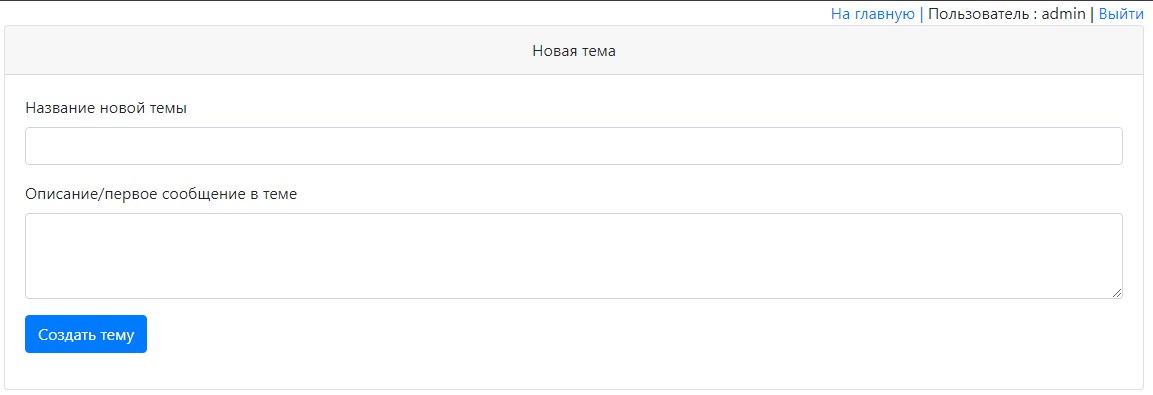 На главную | Пользователь : admin | Выйти
Новая тема
Название новой темы
Описание/первое сообщение в теме
Создать тему